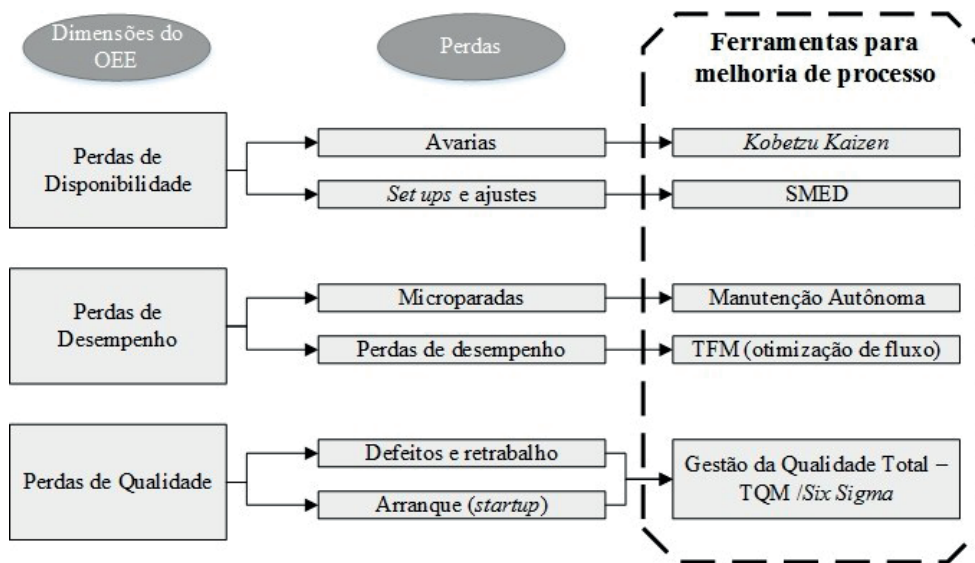 Dimensões do
OEE
Perdas
Ferramentas para
melhoria de processo
Perdas de
Disponibilidade
Avarias
Kobetzu Kaizen
Set ups e ajustes
SMED
Perdas de
Desempenho
Microparadas
Manutenção Autônoma
Perdas de desempenho
TFM (otimização de fluxo)
Perdas de Qualidade
Defeitos e retrabalho
Arranque (startup)
Gestão da Qualidade Total –
TQM /Six Sigma